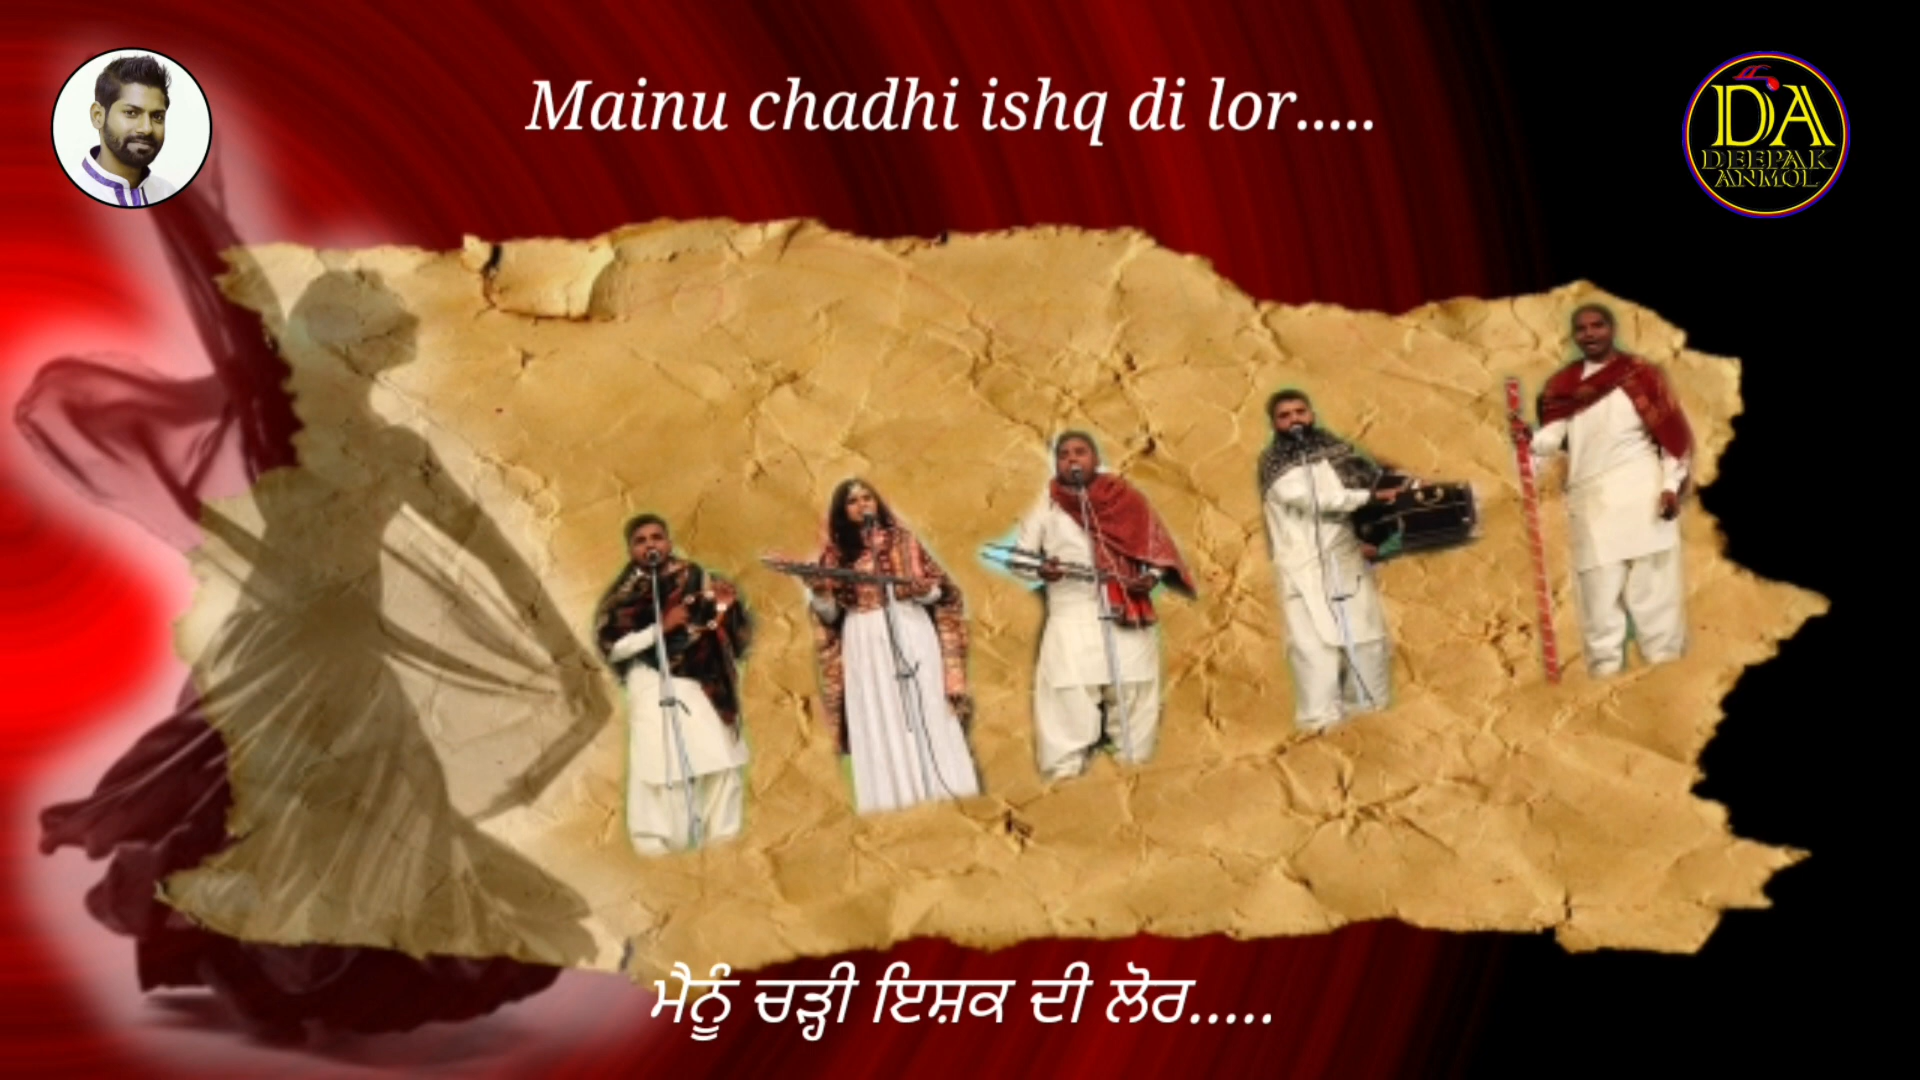 Mainu chadhi ishq di lor.....
DA
DEEPAK
ANMOL
ਮੈਨੂੰ ਚੜ੍ਹੀ ਇਸ਼ਕ ਦੀ ਲੋਰ.....